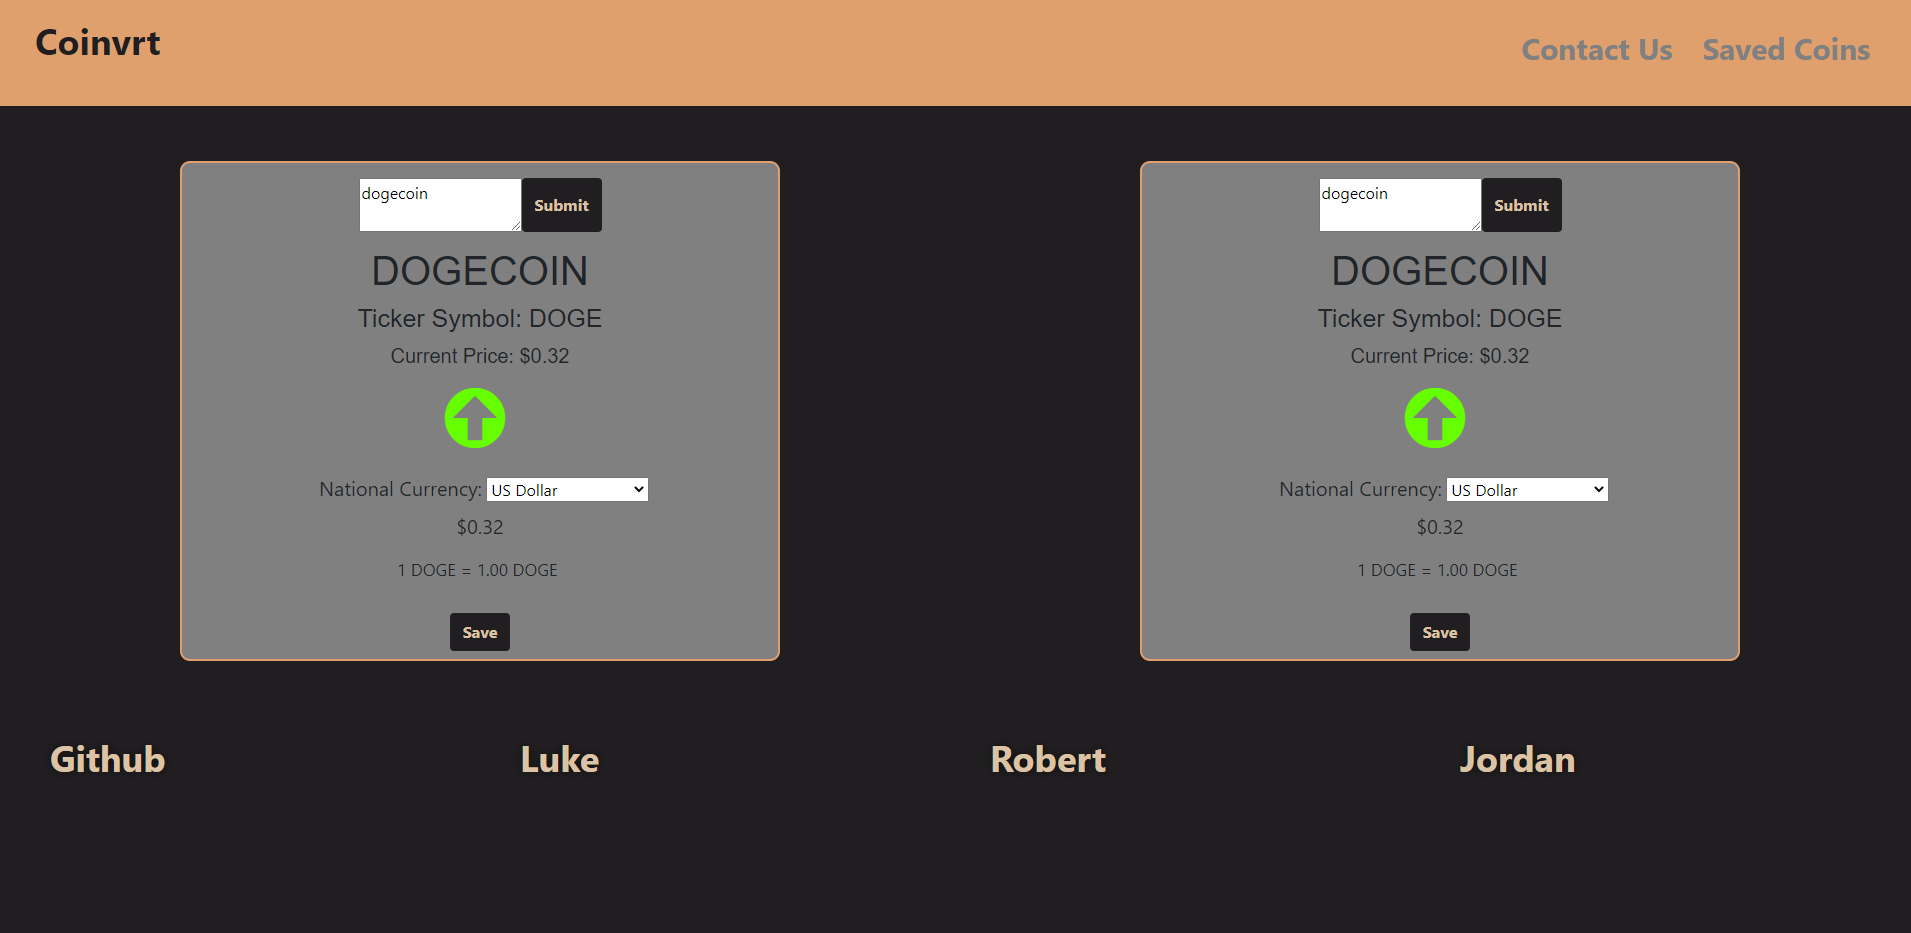 Coinvrt
Contact Us Saved Coins
dogecoin Submit
DOGECOIN
Ticker Symbol: DOGE
Current Price: $0.32
National Currency: US Dollar
$0.32
1 DOGE = 1.00 DOGE
Save
dogecoin Submit
DOGECOIN
Ticker Symbol: DOGE
Current Price: $0.32
National Currency: US Dollar
$0.32
1 DOGE = 1.00 DOGE
Save
Github Luke Robert Jordan